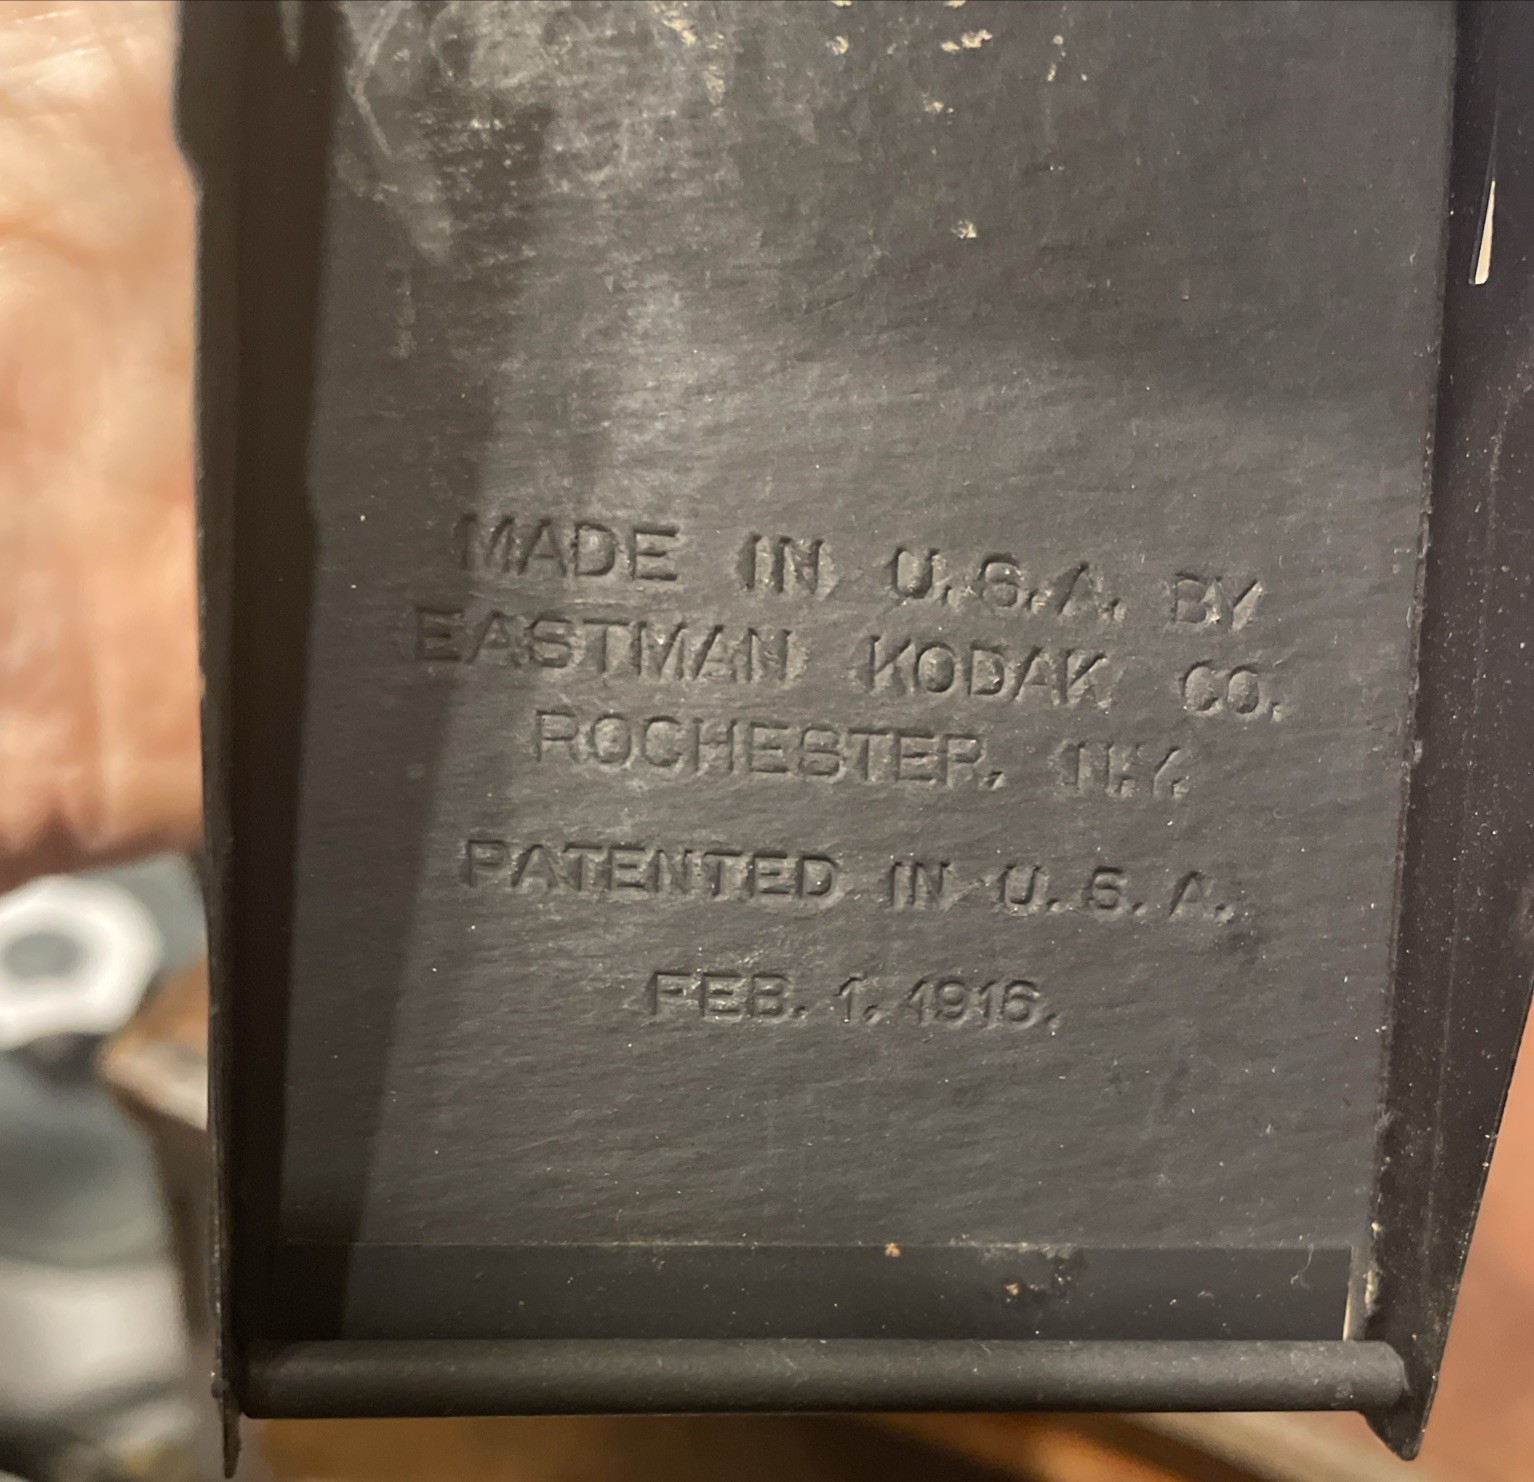 MADE IN U.S.A. BY
EASTMAN KODAK CO.
ROCHESTER, N.Y.
PATENTED IN U.S.A.
FEB. 1, 1916.